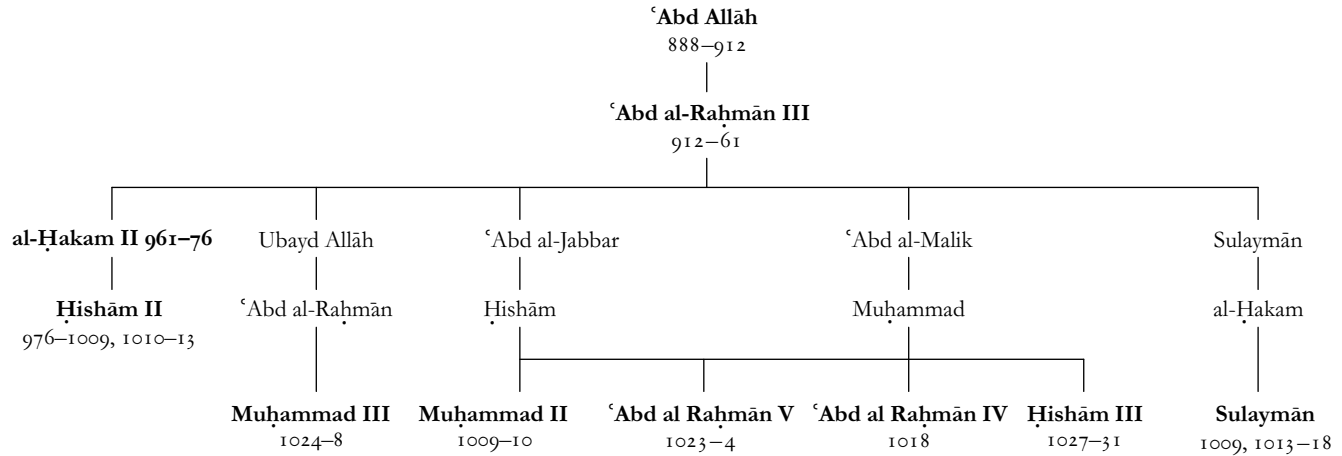 ʿAbd Allāh
888–912
ʿAbd al-Raḥmān III
912–61
al-Ḥakam II 961–76
Ubayd Allāh
ʿAbd al-Jabbar
ʿAbd al-Malik
Sulaymān
Ḥishām II
976–1009, 1010–13
ʿAbd al-Raḥmān
Ḥishām
Muḥammad
al-Ḥakam
Muḥammad III
1024–8
Muḥammad II
1009–10
ʿAbd al Raḥmān V
1023–4
ʿAbd al Raḥmān IV
1018
Ḥishām III
1027–31
Sulaymān
1009, 1013–18